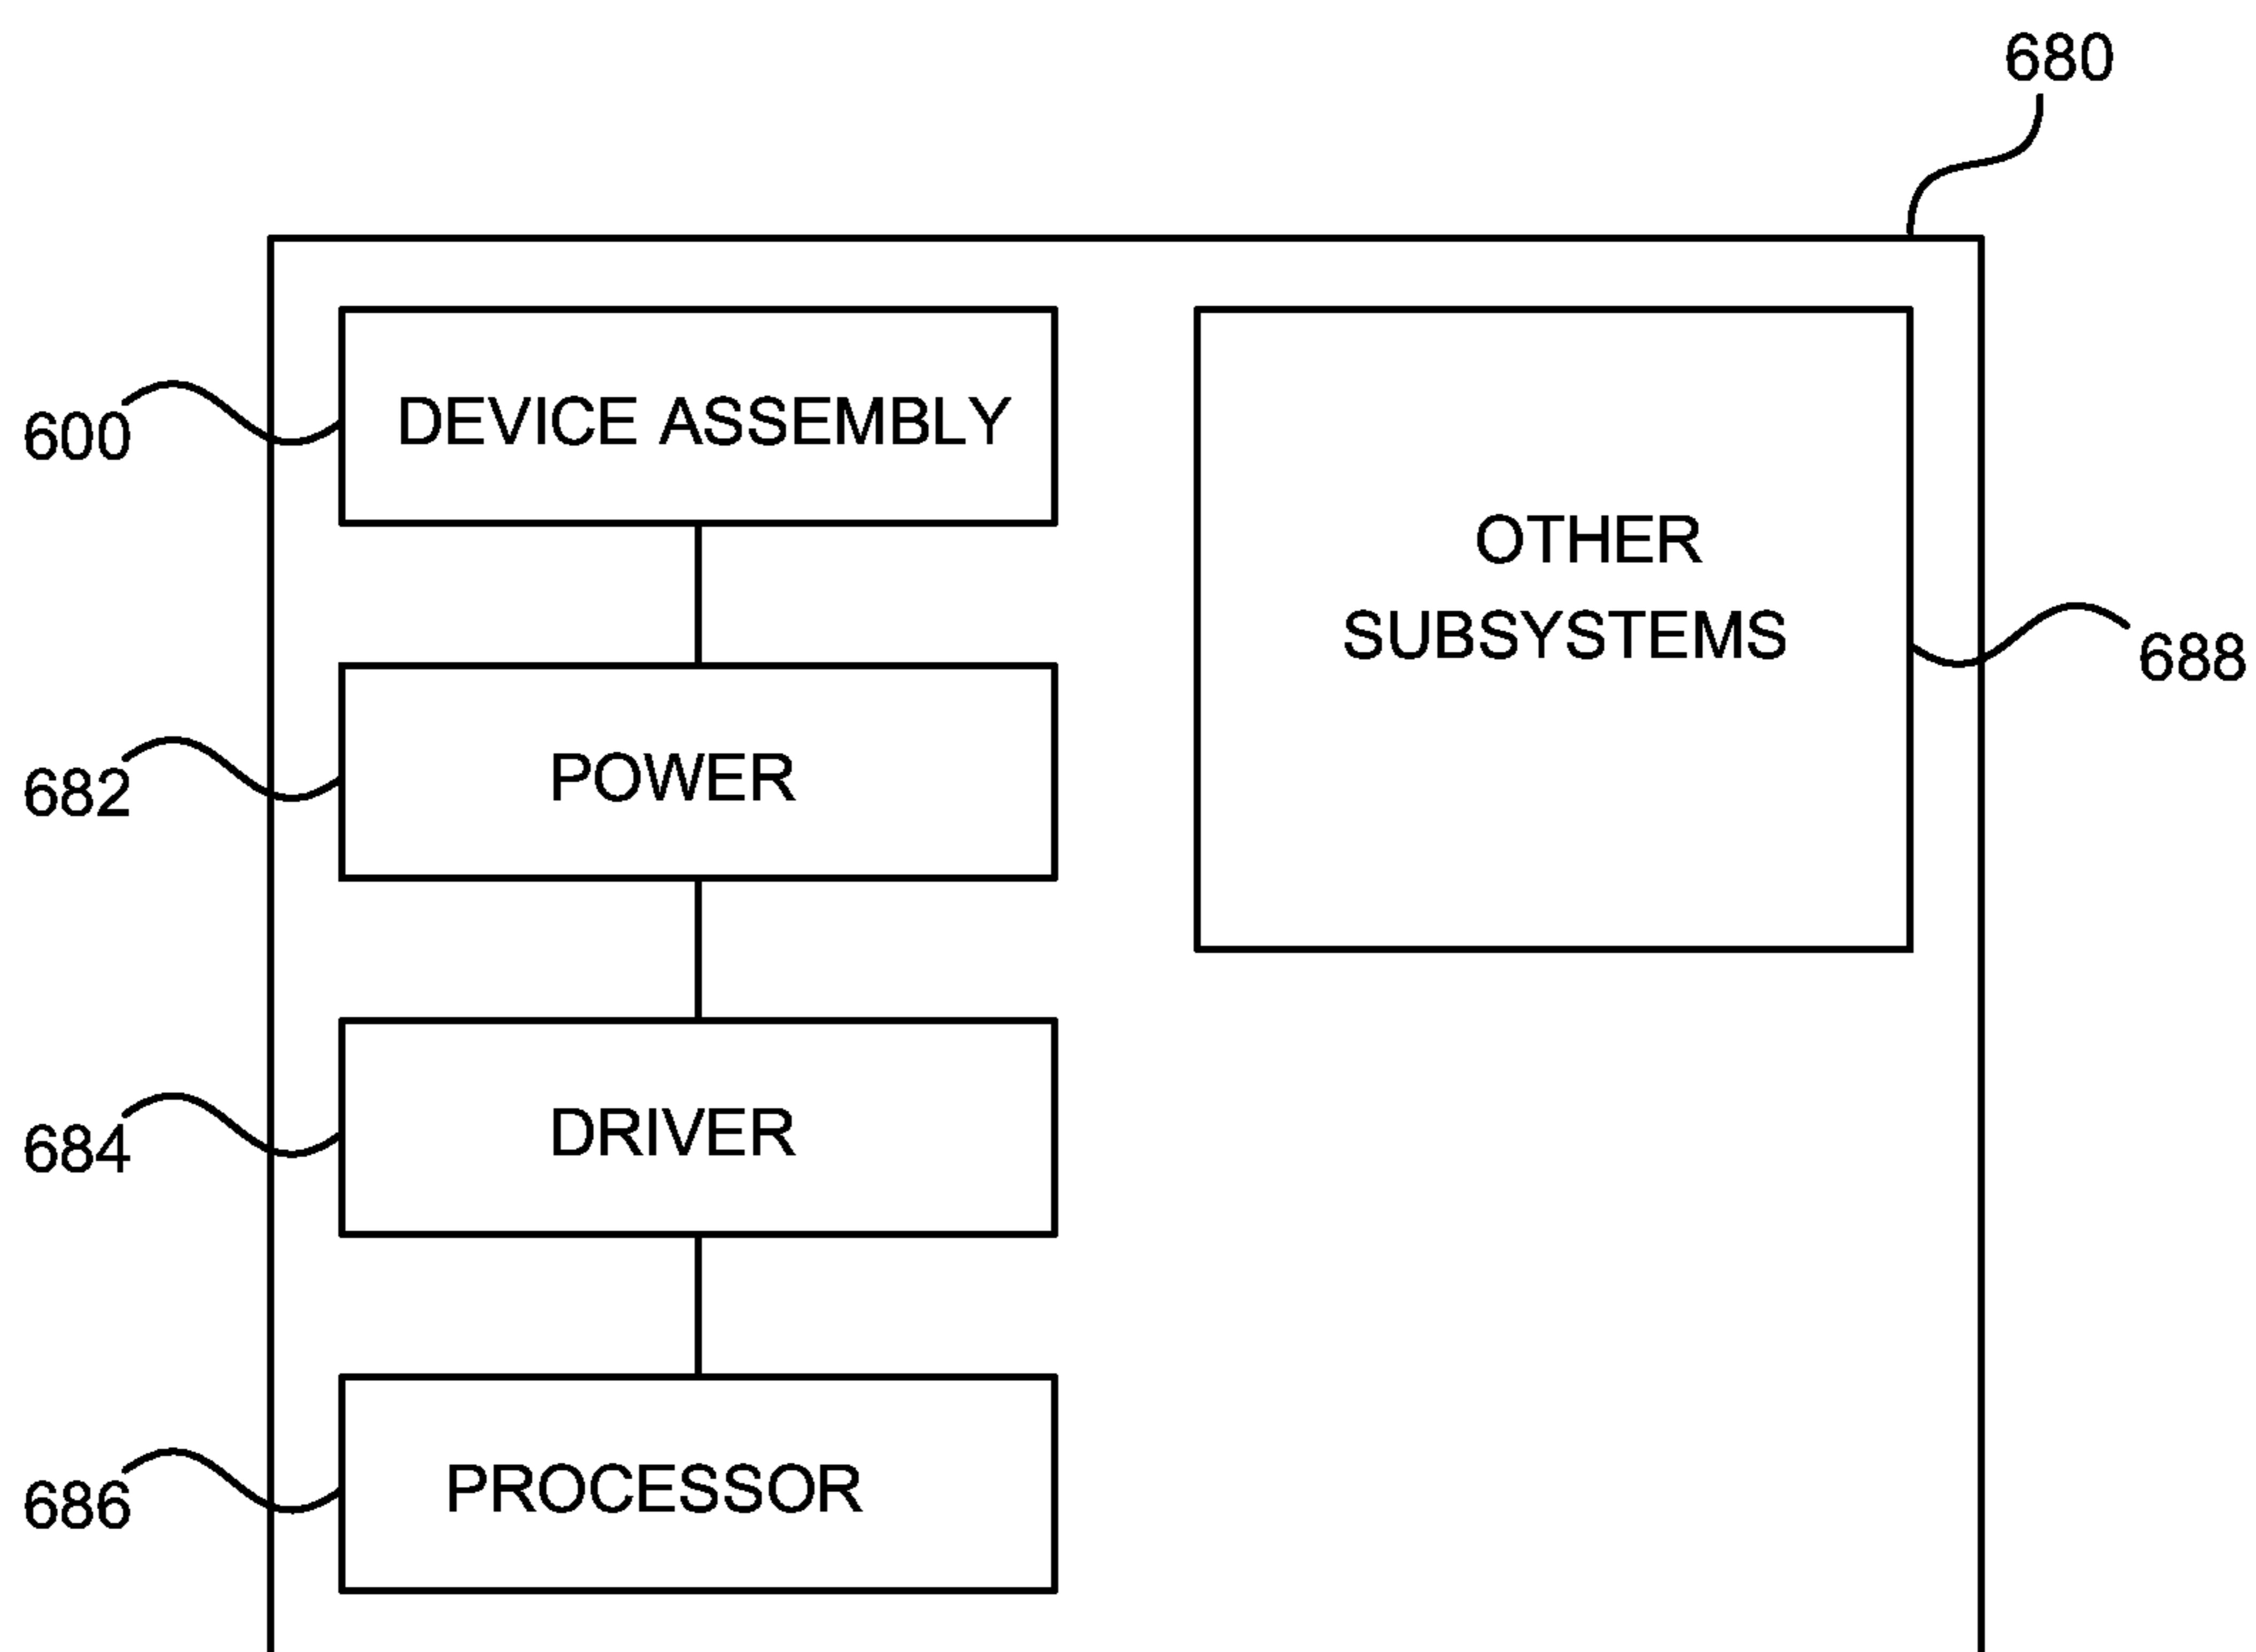 680
600
DEVICE ASSEMBLY
OTHER
SUBSYSTEMS
688
682
POWER
684
DRIVER
686
PROCESSOR